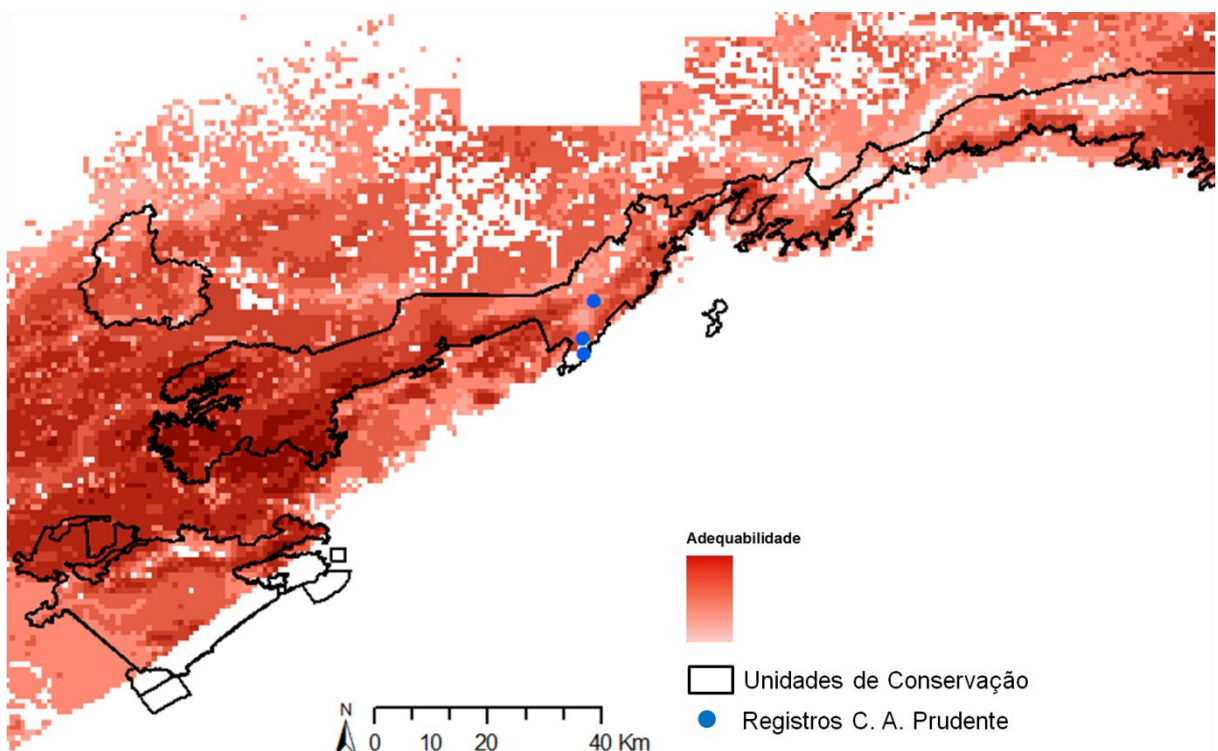 Adequabilidade
Unidades de Conservação
Registros C. A. Prudente
N
0 10 20 40 Km